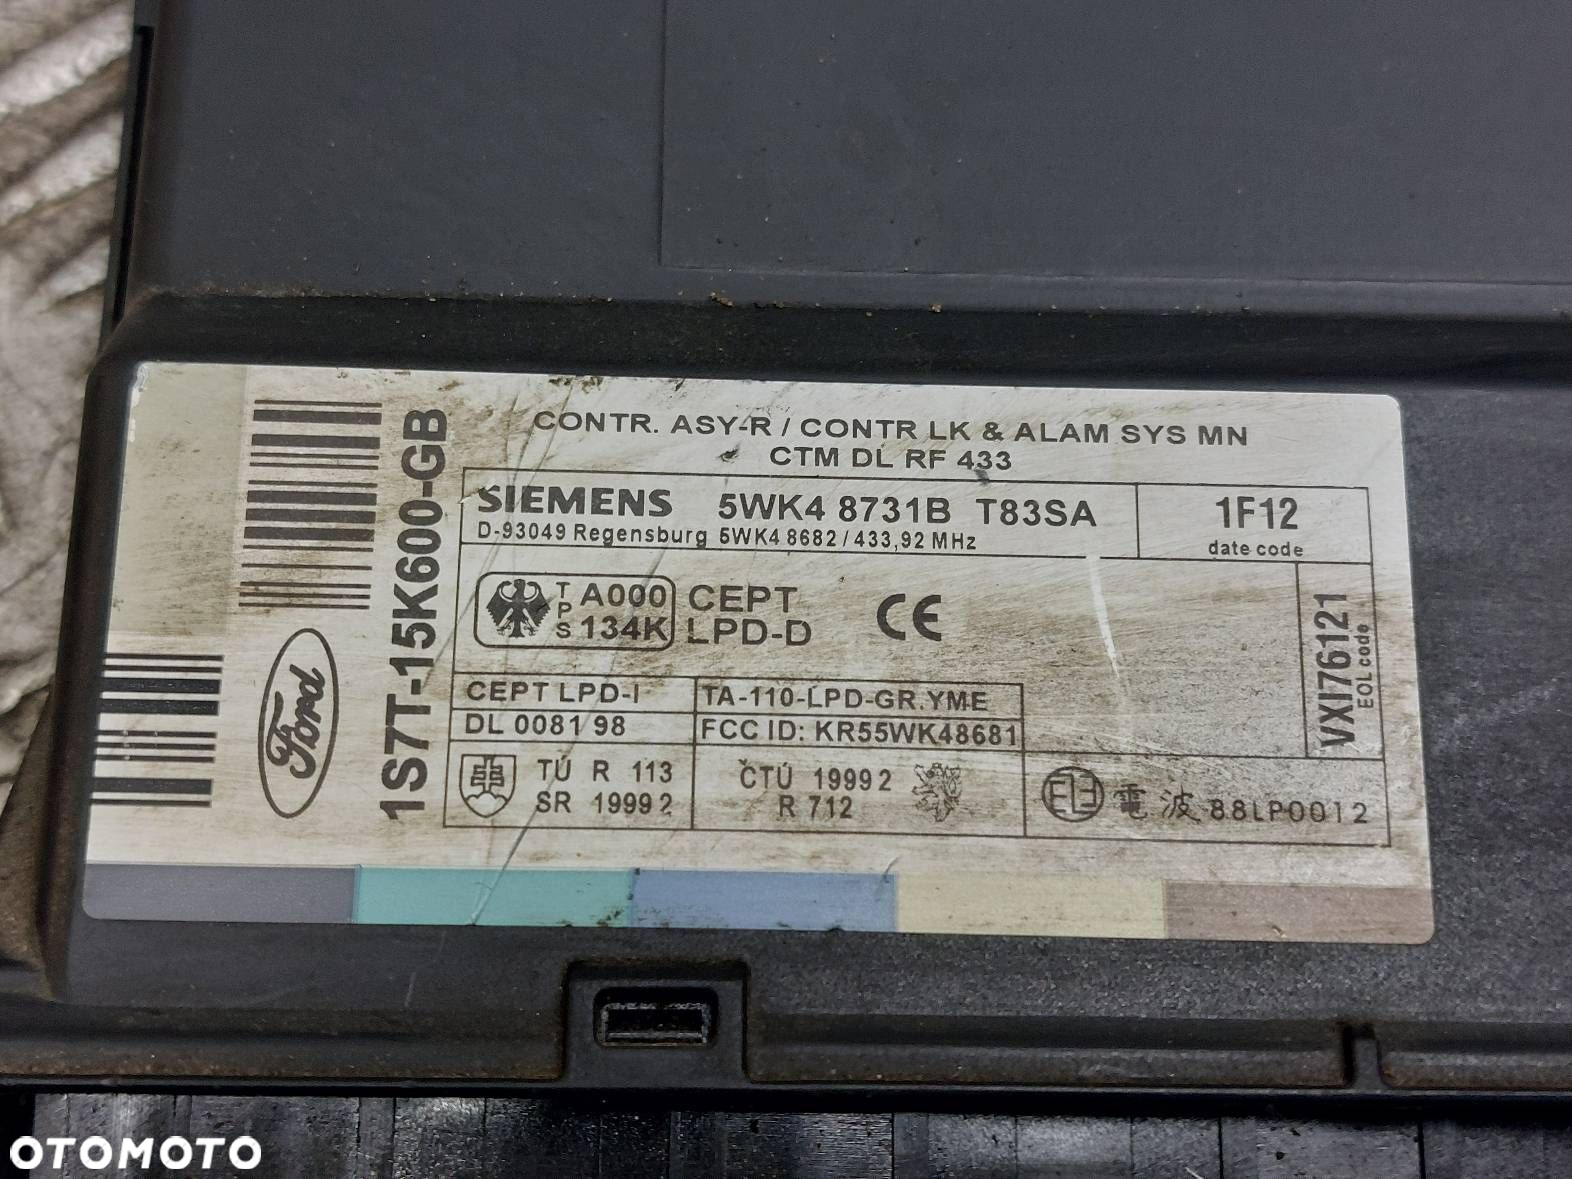 CONTR. ASY-R / CONTR LK & ALAM SYS MN
CTM DL RF 433
SIEMENS 5WK4 8731B T83SA
D-93049 Regensburg 5WK4 8682 / 433,92 MHz
1F12
date code
TPS A000
134K
CEPT
LPD-D
CE
VXI76121
EOL code
CEPT LPD-I
DL 0081 98
TA-110-LPD-GR.YME
FCC ID: KR55WK48681
TÚ R 113
SR 1999 2
ČTÚ 1999 2
R 712
電波 88LP0012
1S7T-15K600-GB
Ford
OTOMOTO